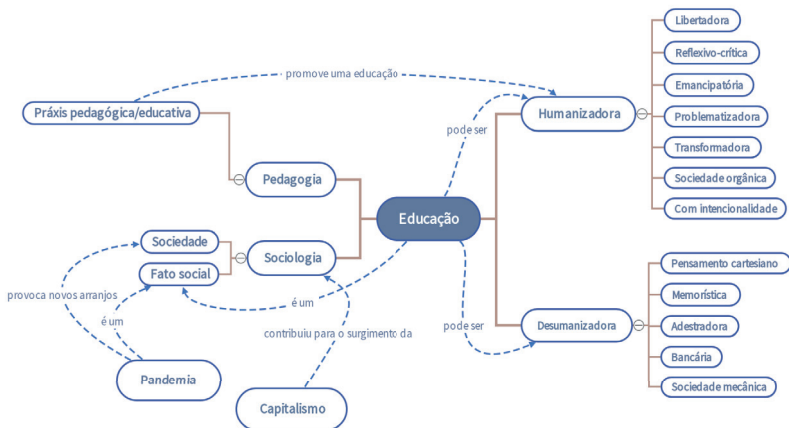 Libertadora
Reflexivo-crítica
promove uma educação
Emancipatória
Práxis pedagógica/educativa
Humanizadora
Problematizadora
pode ser
Transformadora
Pedagogia
Sociedade orgânica
Educação
Com intencionalidade
Sociedade
Sociologia
Pensamento cartesiano
Fato social
provoca novos arranjos
é um
Memorística
é um
pode ser
Desumanizadora
Adestradora
contribuiu para o surgimento da
Bancária
Pandemia
Sociedade mecânica
Capitalismo